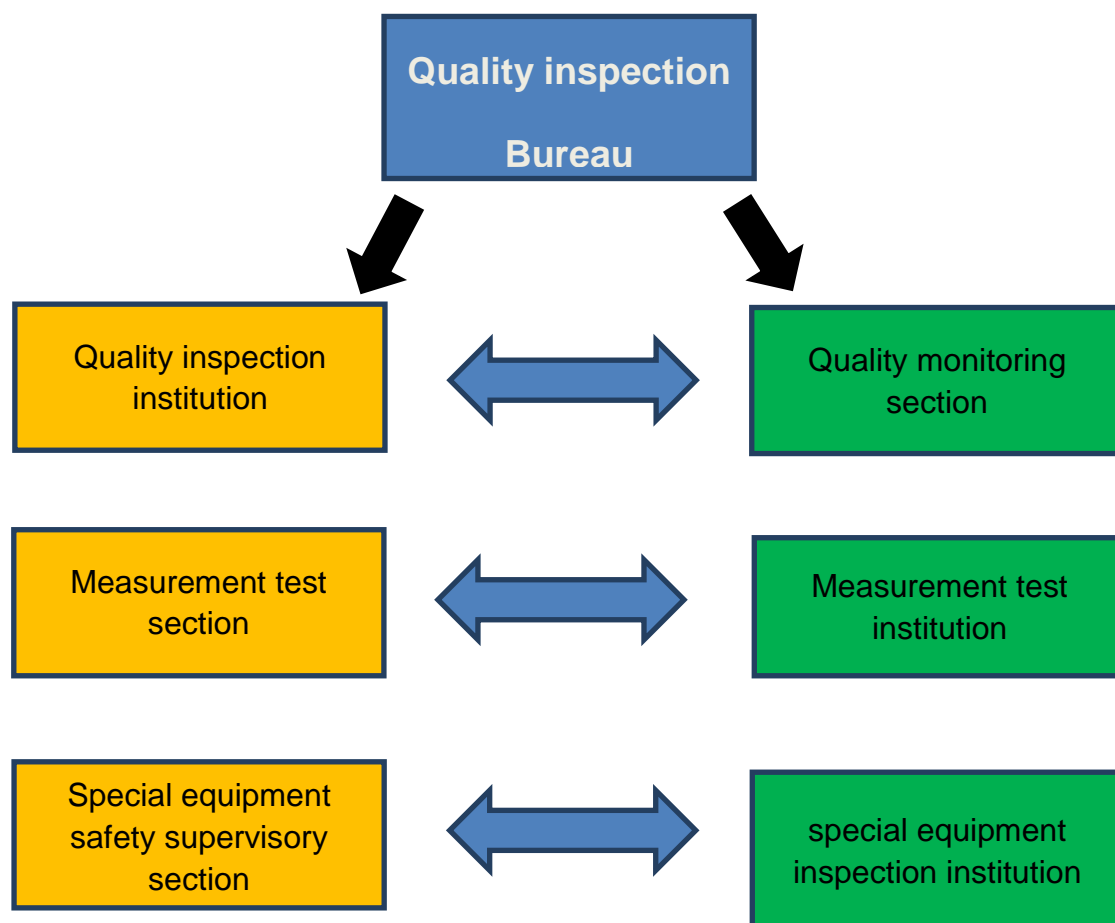 Quality inspection
Bureau
Quality inspection
institution
Quality monitoring
section
Measurement test
section
Measurement test
institution
Special equipment
safety supervisory
section
special equipment
inspection institution